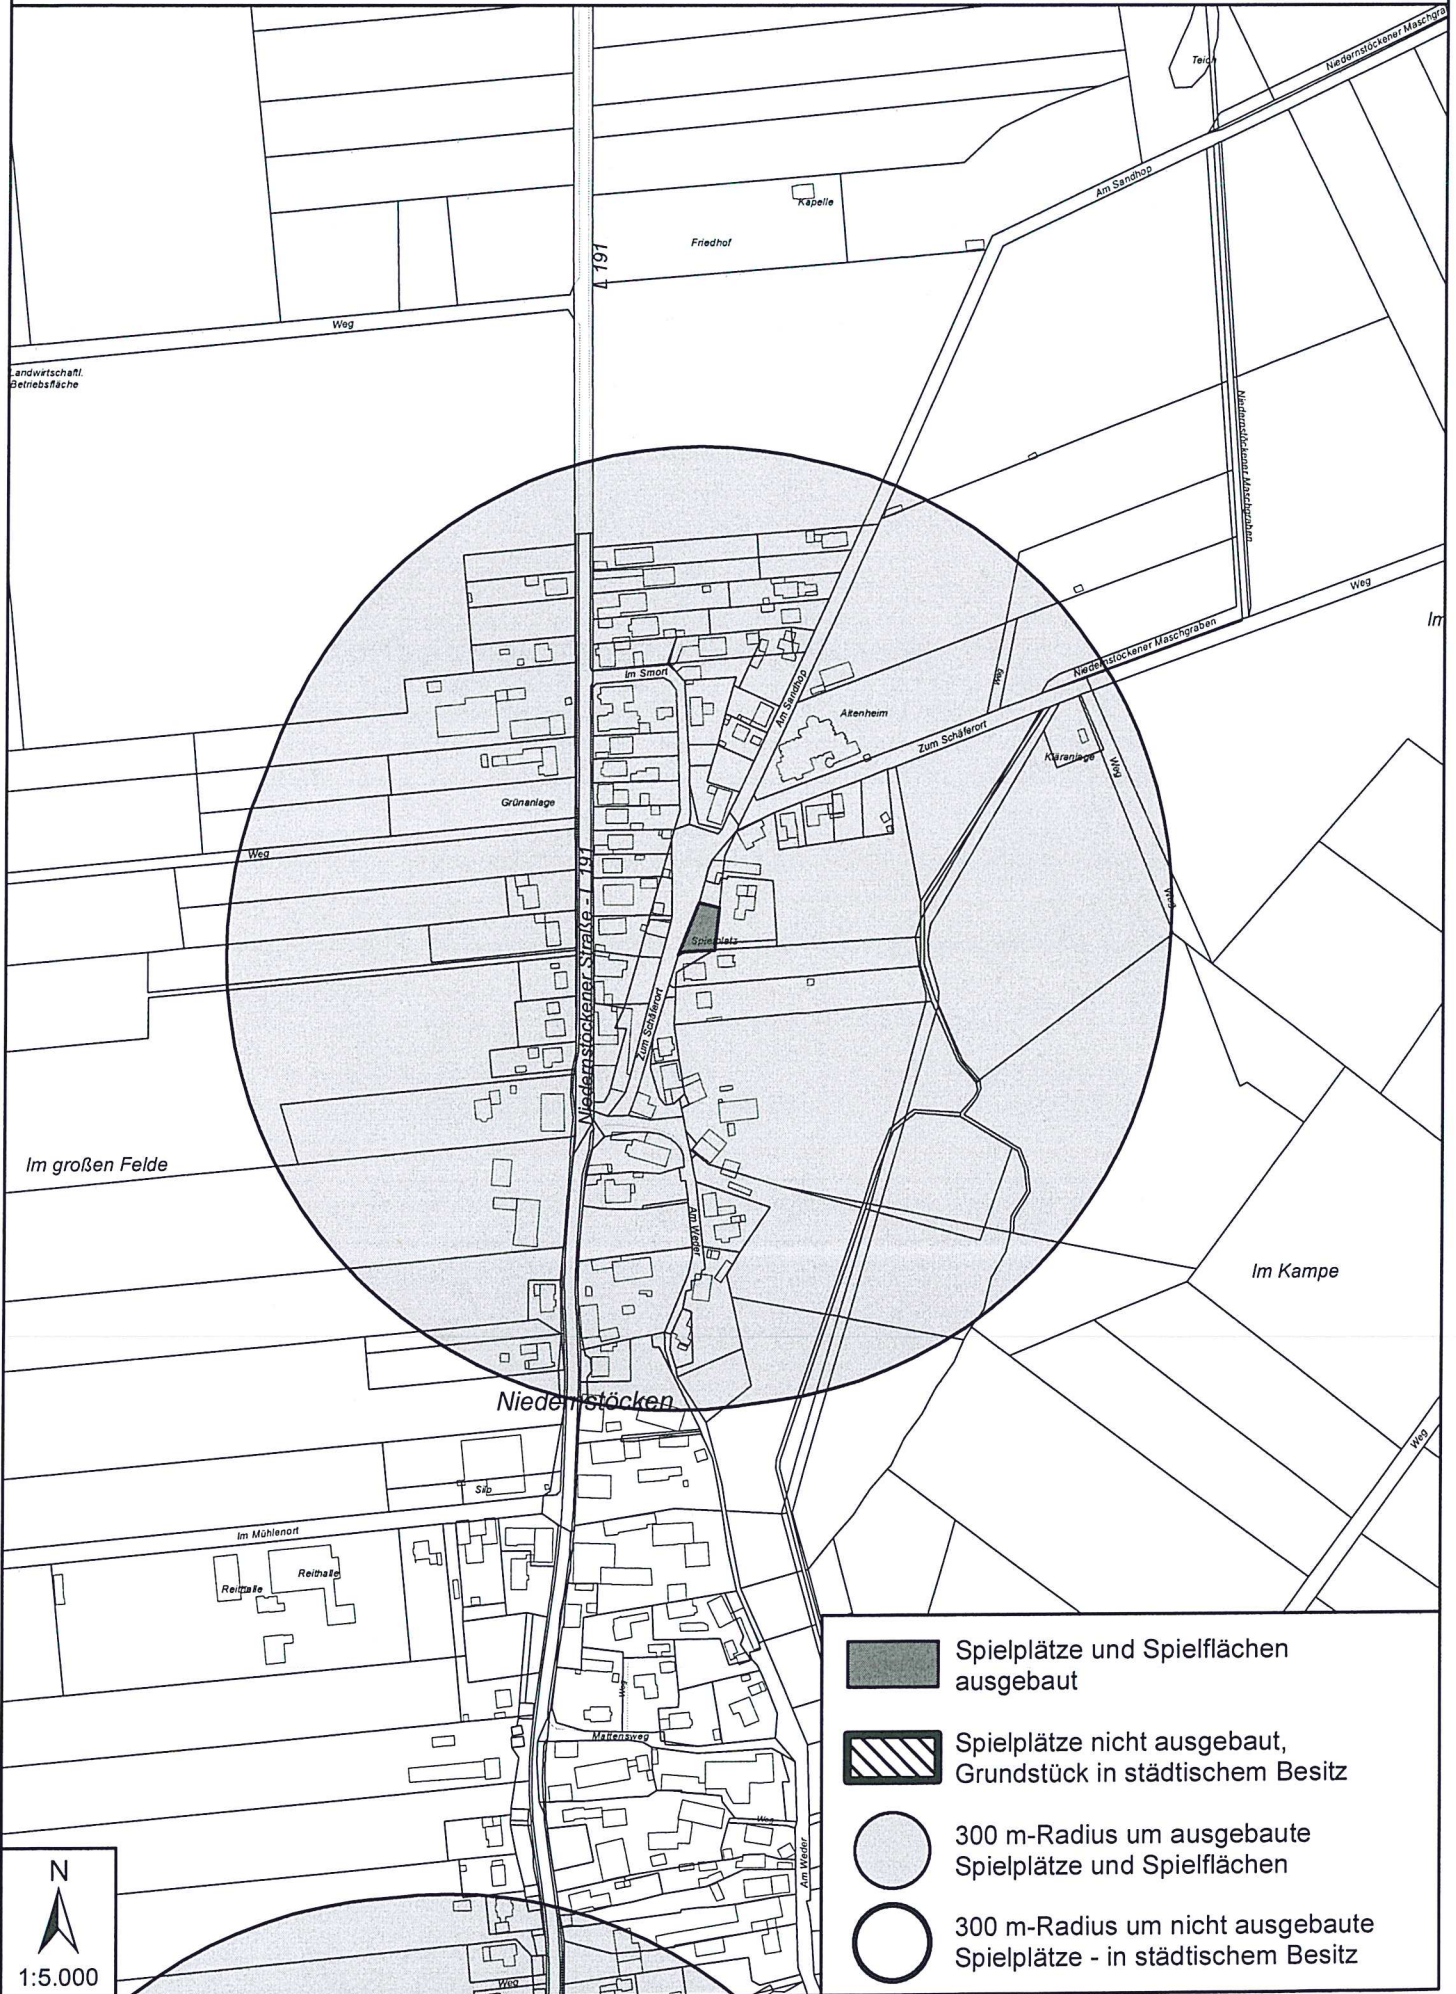 Niedernstöckener Maschgra
Teich
Am Sandhop
Kapelle
Friedhof
L 191
Weg
Landwirtschaftl.
Betriebsfläche
Niedernstöckener Maschgraben
Weg
Im
Im Smort
Niedernstöckener Maschgraben
Weg
Am Sandhop
Altenheim
Zum Schäferort
Kläranlage
Weg
Grünanlage
Weg
Niedernstöckener Straße - L 191
Weg
Spielplatz
Zum Schäferort
Im großen Felde
Am Weder
Im Kampe
Niedernstöcken
Weg
Silo
Im Mühlenort
Reithalle
Reithalle
Weg
Mattensweg
Weg
Am Weder
Weg
Spielplätze und Spielflächen
ausgebaut
Spielplätze nicht ausgebaut,
Grundstück in städtischem Besitz
300 m-Radius um ausgebaute
Spielplätze und Spielflächen
300 m-Radius um nicht ausgebaute
Spielplätze - in städtischem Besitz
N
1:5.000